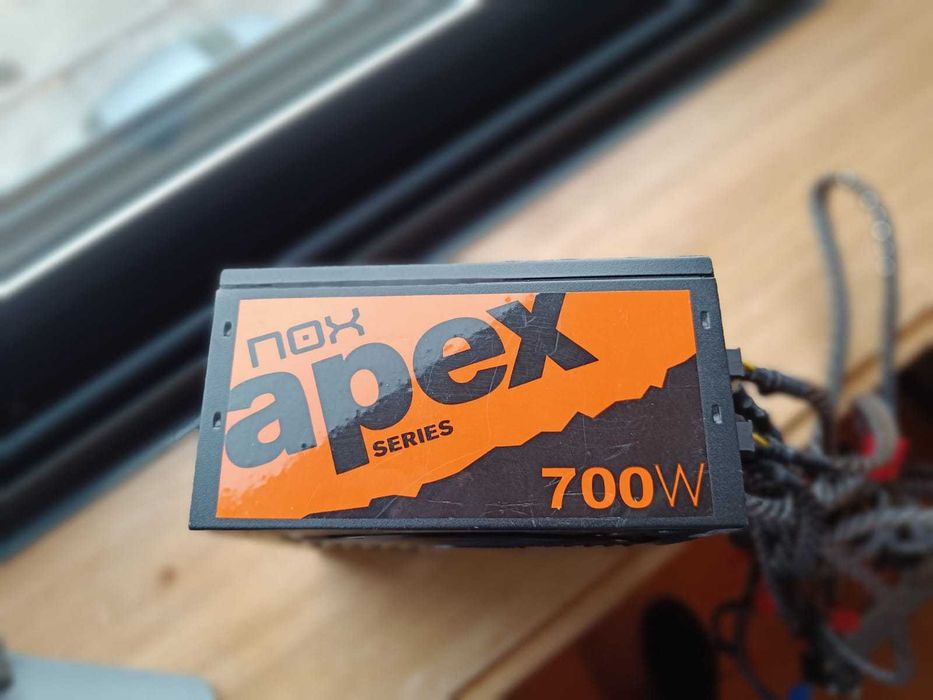 nox
apex
SERIES
700W